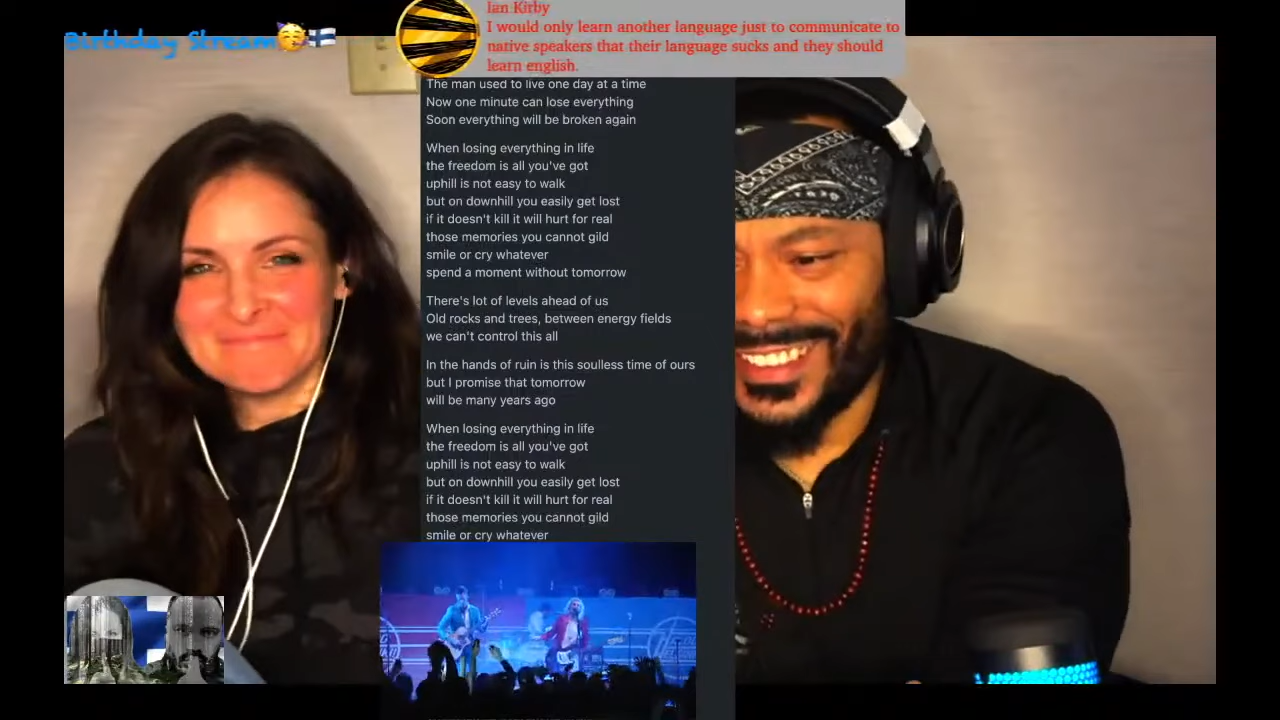 Birthday Stream
Ian Kirby
I would only learn another language just to communicate to
native speakers that their language sucks and they should
learn english.
The man used to live one day at a time
Now one minute can lose everything
Soon everything will be broken again
When losing everything in life
the freedom is all you've got
uphill is not easy to walk
but on downhill you easily get lost
if it doesn't kill it will hurt for real
those memories you cannot gild
smile or cry whatever
spend a moment without tomorrow
There's lot of levels ahead of us
Old rocks and trees, between energy fields
we can't control this all
In the hands of ruin is this soulless time of ours
but I promise that tomorrow
will be many years ago
When losing everything in life
the freedom is all you've got
uphill is not easy to walk
but on downhill you easily get lost
if it doesn't kill it will hurt for real
those memories you cannot gild
smile or cry whatever